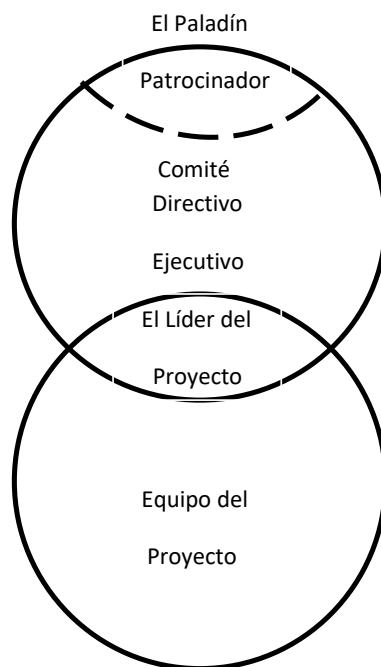 El Paladín
Patrocinador
Comité
Directivo
Ejecutivo
El Líder del
Proyecto
Equipo del
Proyecto